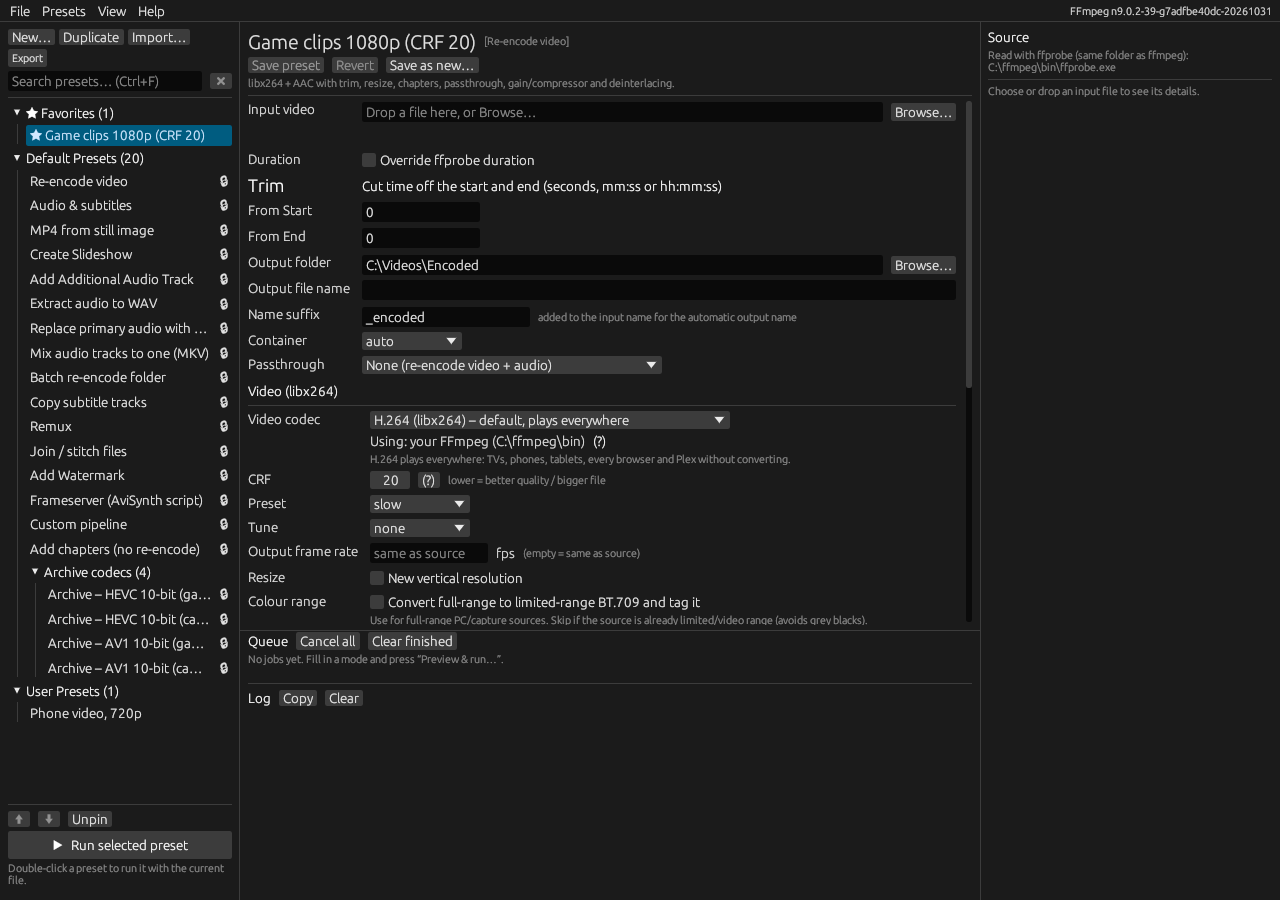 File Presets View Help
FFmpeg n9.0.2-39-g7adfbe40dc-20261031
New… Duplicate Import…
Export
Search presets… (Ctrl+F)
Favorites (1)
Game clips 1080p (CRF 20)
Default Presets (20)
Re-encode video
Audio & subtitles
MP4 from still image
Create Slideshow
Add Additional Audio Track
Extract audio to WAV
Replace primary audio with …
Mix audio tracks to one (MKV)
Batch re-encode folder
Copy subtitle tracks
Remux
Join / stitch files
Add Watermark
Frameserver (AviSynth script)
Custom pipeline
Add chapters (no re-encode)
Archive codecs (4)
Archive – HEVC 10-bit (ga…
Archive – HEVC 10-bit (ca…
Archive – AV1 10-bit (ga…
Archive – AV1 10-bit (ca…
User Presets (1)
Phone video, 720p
Unpin
Run selected preset
Double-click a preset to run it with the current
file.
Game clips 1080p (CRF 20) [Re-encode video]
Save preset Revert Save as new…
libx264 + AAC with trim, resize, chapters, passthrough, gain/compressor and deinterlacing.
Input video Drop a file here, or Browse… Browse…
Duration Override ffprobe duration
Trim Cut time off the start and end (seconds, mm:ss or hh:mm:ss)
From Start 0
From End 0
Output folder C:\Videos\Encoded Browse…
Output file name
Name suffix _encoded added to the input name for the automatic output name
Container auto
Passthrough None (re-encode video + audio)
Video (libx264)
Video codec H.264 (libx264) – default, plays everywhere
Using: your FFmpeg (C:\ffmpeg\bin) (?)
H.264 plays everywhere: TVs, phones, tablets, every browser and Plex without converting.
CRF 20 (?) lower = better quality / bigger file
Preset slow
Tune none
Output frame rate same as source fps (empty = same as source)
Resize New vertical resolution
Colour range Convert full-range to limited-range BT.709 and tag it
Use for full-range PC/capture sources. Skip if the source is already limited/video range (avoids grey blacks).
Queue Cancel all Clear finished
No jobs yet. Fill in a mode and press “Preview & run…”.
Log Copy Clear
Source
Read with ffprobe (same folder as ffmpeg):
C:\ffmpeg\bin\ffprobe.exe
Choose or drop an input file to see its details.